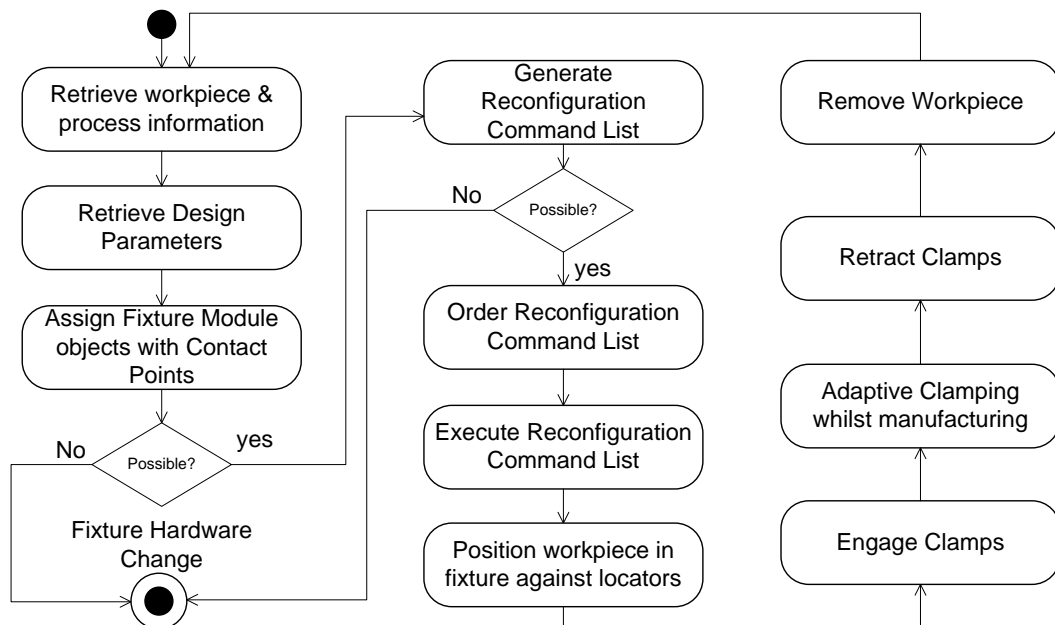 Retrieve workpiece &
process information
Retrieve Design
Parameters
Assign Fixture Module
objects with Contact
Points
No
Possible?
yes
Fixture Hardware
Change
Generate
Reconfiguration
Command List
No
Possible?
yes
Order Reconfiguration
Command List
Execute Reconfiguration
Command List
Position workpiece in
fixture against locators
Remove Workpiece
Retract Clamps
Adaptive Clamping
whilst manufacturing
Engage Clamps